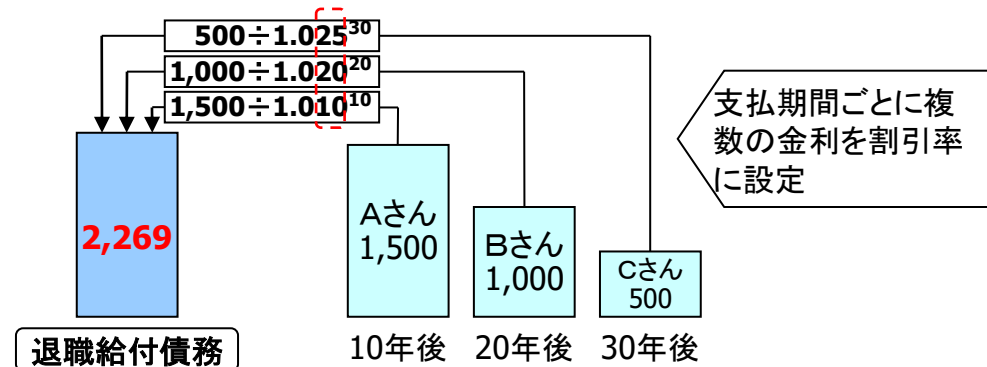 500÷1.025³⁰
1,000÷1.020²⁰
1,500÷1.010¹⁰
支払期間ごとに複
数の金利を割引率
に設定
2,269
Aさん
1,500
Bさん
1,000
Cさん
500
退職給付債務
10年後
20年後
30年後